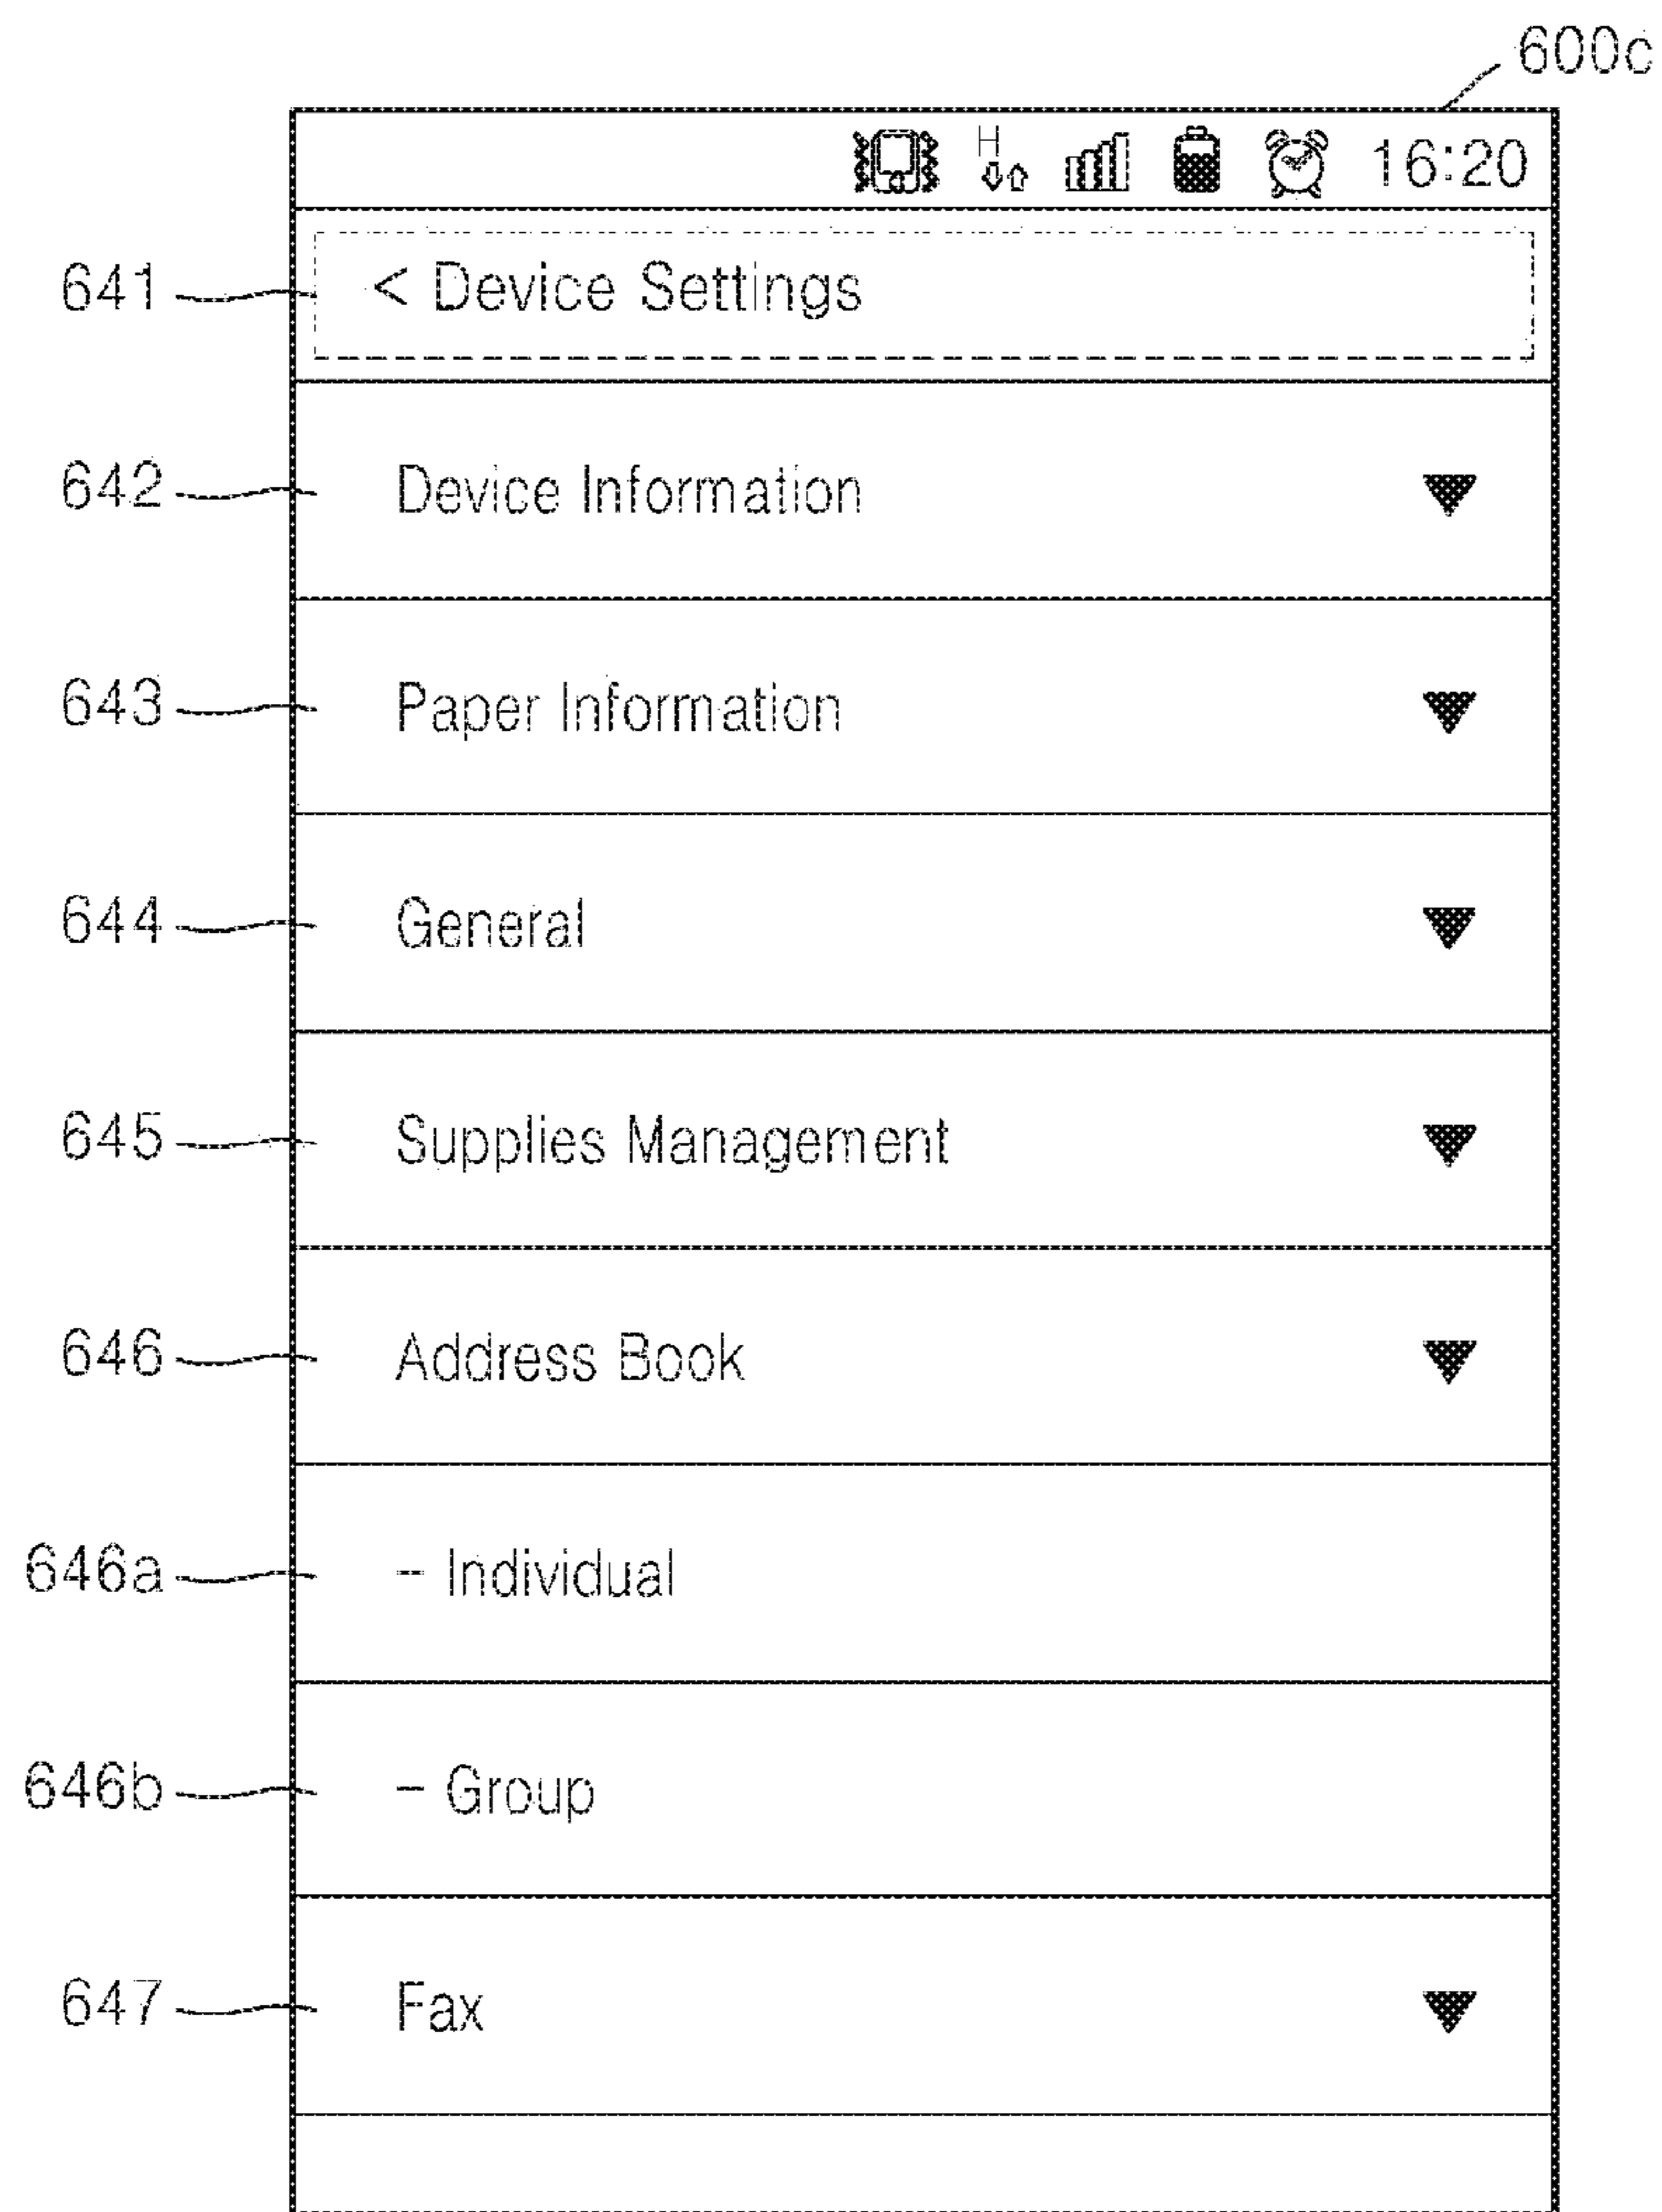 600c
H 16:20
641 < Device Settings
642 Device Information
643 Paper Information
644 General
645 Supplies Management
646 Address Book
646a - Individual
646b - Group
647 Fax